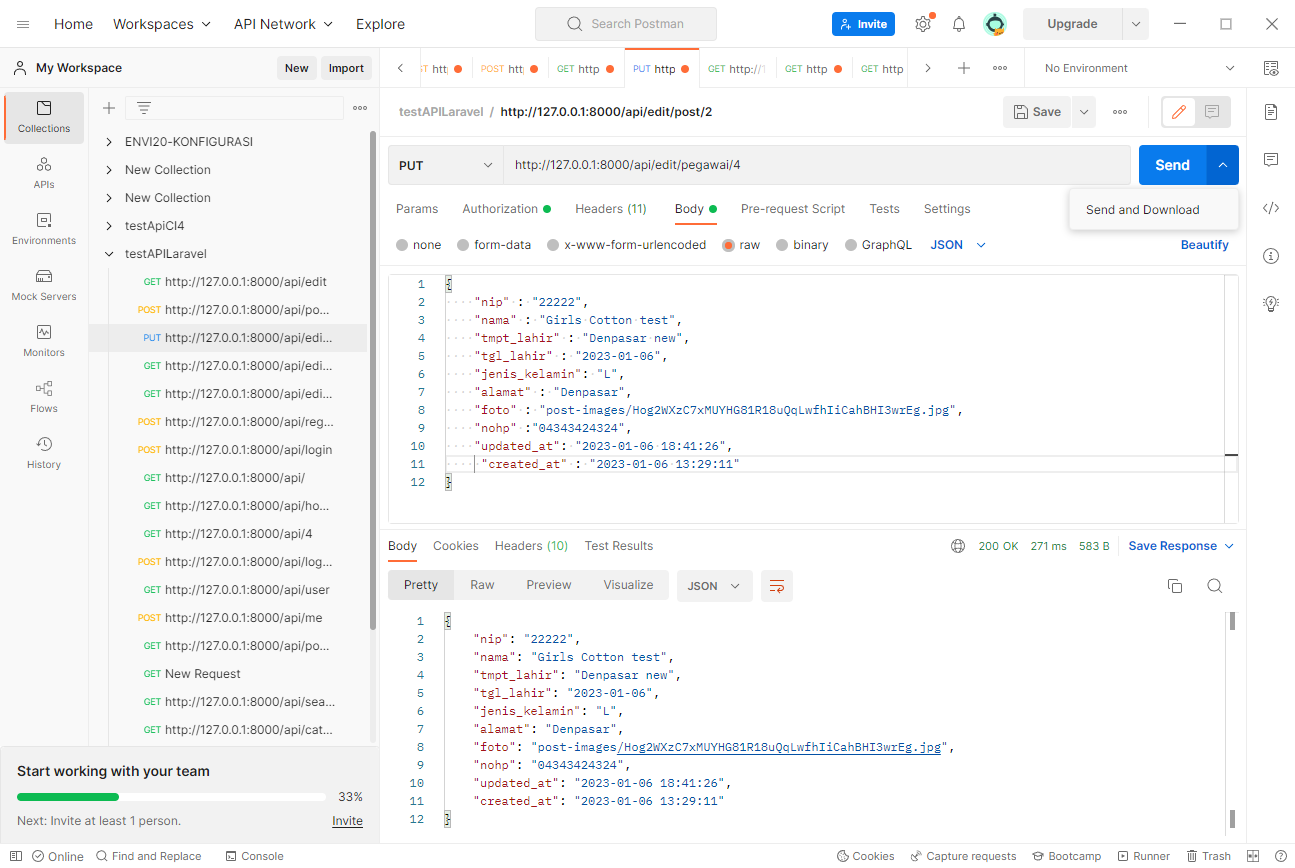 Home Workspaces API Network Explore Search Postman Invite Upgrade
My Workspace New Import
http POST http GET http PUT http GET http:// GET http GET http No Environment
testAPILaravel / http://127.0.0.1:8000/api/edit/post/2 Save
PUT http://127.0.0.1:8000/api/edit/pegawai/4 Send
Send and Download
Params Authorization Headers (11) Body Pre-request Script Tests Settings
none form-data x-www-form-urlencoded raw binary GraphQL JSON Beautify
Collections
APIs
Environments
Mock Servers
Monitors
Flows
History
ENVI20-KONFIGURASI
New Collection
New Collection
testApiCI4
testAPILaravel
GET http://127.0.0.1:8000/api/edit
POST http://127.0.0.1:8000/api/po...
PUT http://127.0.0.1:8000/api/edi...
GET http://127.0.0.1:8000/api/edi...
GET http://127.0.0.1:8000/api/edi...
POST http://127.0.0.1:8000/api/reg...
POST http://127.0.0.1:8000/api/login
GET http://127.0.0.1:8000/api/
GET http://127.0.0.1:8000/api/ho...
GET http://127.0.0.1:8000/api/4
POST http://127.0.0.1:8000/api/log...
GET http://127.0.0.1:8000/api/user
POST http://127.0.0.1:8000/api/me
GET http://127.0.0.1:8000/api/po...
GET New Request
GET http://127.0.0.1:8000/api/sea...
GET http://127.0.0.1:8000/api/cat...
1 {
2 "nip" : "22222",
3 "nama" : "Girls Cotton test",
4 "tmpt_lahir" : "Denpasar new",
5 "tgl_lahir" : "2023-01-06",
6 "jenis_kelamin": "L",
7 "alamat" : "Denpasar",
8 "foto" : "post-images/Hog2WXzC7xMUYHG81R18uQqLwfhIiCahBHI3wrEg.jpg",
9 "nohp" :"04343424324",
10 "updated_at": "2023-01-06 18:41:26",
11 "created_at" : "2023-01-06 13:29:11"
12 }
Body Cookies Headers (10) Test Results 200 OK 271 ms 583 B Save Response
Pretty Raw Preview Visualize JSON
1 {
2 "nip": "22222",
3 "nama": "Girls Cotton test",
4 "tmpt_lahir": "Denpasar new",
5 "tgl_lahir": "2023-01-06",
6 "jenis_kelamin": "L",
7 "alamat": "Denpasar",
8 "foto": "post-images/Hog2WXzC7xMUYHG81R18uQqLwfhIiCahBHI3wrEg.jpg",
9 "nohp": "04343424324",
10 "updated_at": "2023-01-06 18:41:26",
11 "created_at": "2023-01-06 13:29:11"
12 }
Start working with your team
33%
Next: Invite at least 1 person. Invite
Online Find and Replace Console Cookies Capture requests Bootcamp Runner Trash